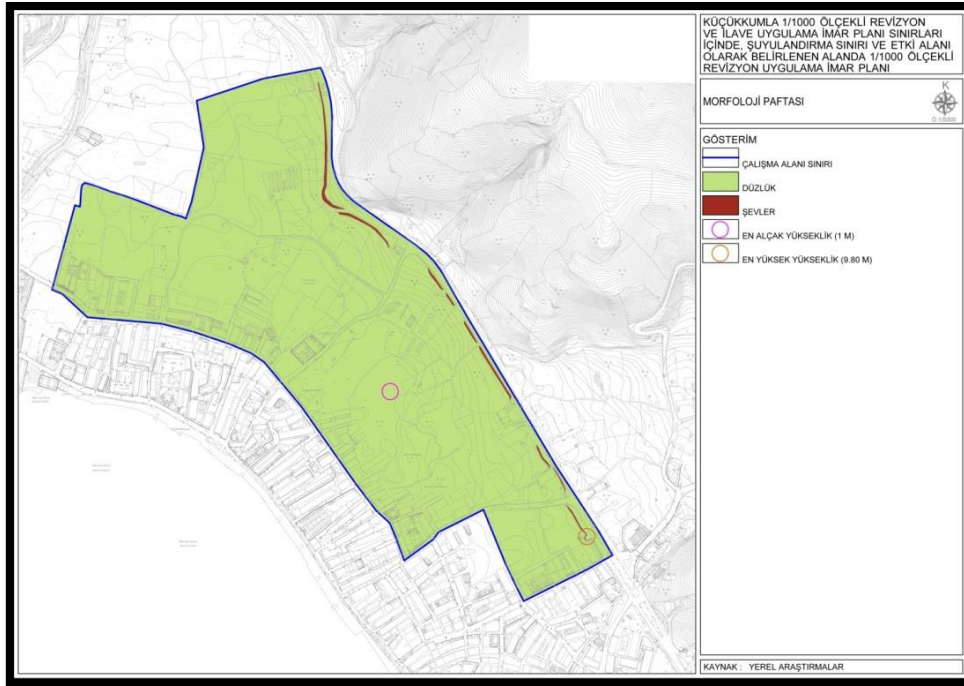 KÜÇÜKKUMLA 1/1000 ÖLÇEKLİ REVİZYON
VE İLAVE UYGULAMA İMAR PLANI SINIRLARI
İÇİNDE, ŞUYULANDIRMA SINIRI VE ETKİ ALANI
OLARAK BELİRLENEN ALANDA 1/1000 ÖLÇEKLİ
REVİZYON UYGULAMA İMAR PLANI
MORFOLOJİ PAFTASI
K
Ö:1/5000
GÖSTERİM
ÇALIŞMA ALANI SINIRI
DÜZLÜK
ŞEVLER
EN ALÇAK YÜKSEKLİK (1 M)
EN YÜKSEK YÜKSEKLİK (9.80 M)
KAYNAK : YEREL ARAŞTIRMALAR